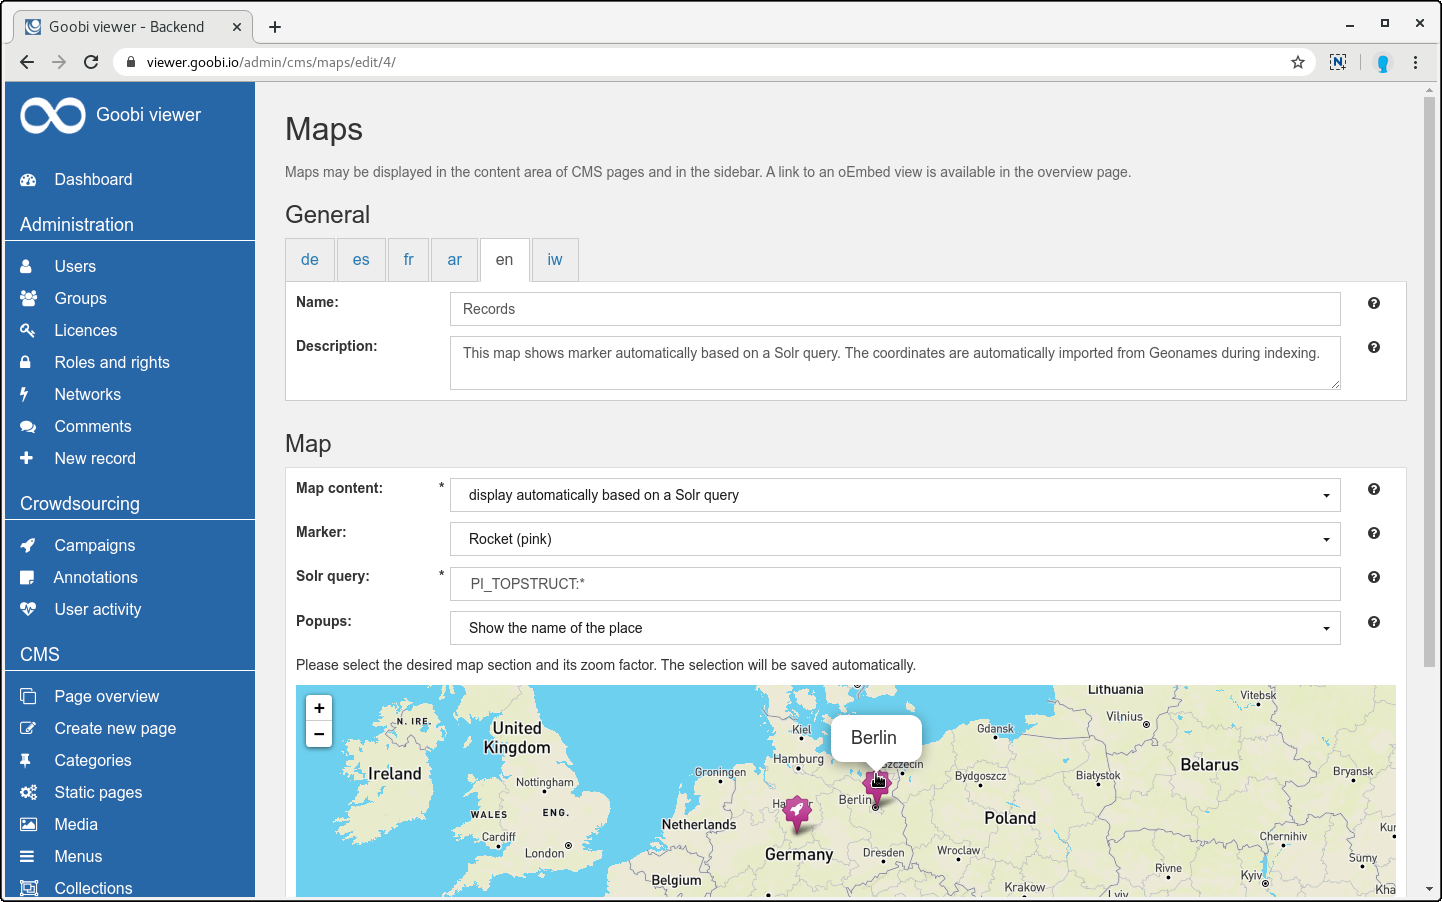 Goobi viewer - Backend
viewer.goobi.io/admin/cms/maps/edit/4/
Goobi viewer
Dashboard
Administration
Users
Groups
Licences
Roles and rights
Networks
Comments
New record
Crowdsourcing
Campaigns
Annotations
User activity
CMS
Page overview
Create new page
Categories
Static pages
Media
Menus
Collections
Maps
Maps may be displayed in the content area of CMS pages and in the sidebar. A link to an oEmbed view is available in the overview page.
General
de es fr ar en iw
Name:
Records
Description:
This map shows marker automatically based on a Solr query. The coordinates are automatically imported from Geonames during indexing.
Map
Map content: *
display automatically based on a Solr query
Marker:
Rocket (pink)
Solr query: *
PI_TOPSTRUCT:*
Popups:
Show the name of the place
Please select the desired map section and its zoom factor. The selection will be saved automatically.
+
−
N. IRE.
United
Kingdom
Ireland
Nottingham
WALES
ENG.
Cardiff
London
Groningen
Netherlands
Belgium
Kiel
Hamburg
Berlin
Berlin
Germany
Dresden
Gdansk
Bydgoszcz
Poland
Wroclaw
Krakow
Lithuania
Vilnius
Vitebsk
Białystok
Belarus
Bryansk
Chernihiv
Sumy
Rivne
Kyiv